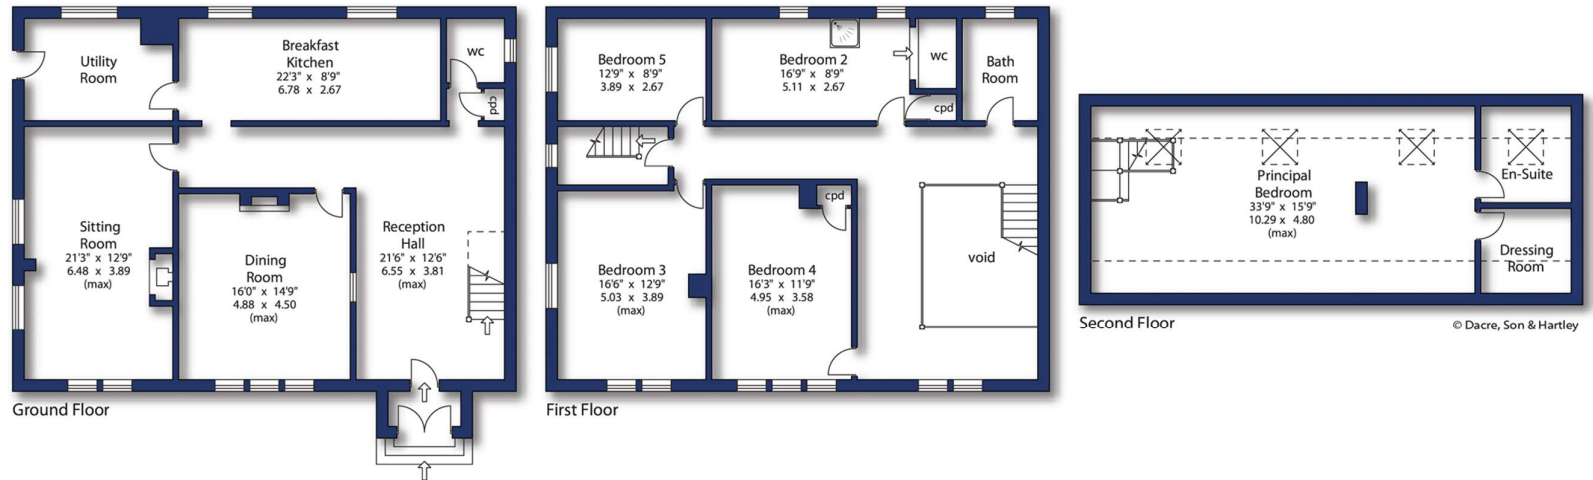 Utility
Room
Breakfast
Kitchen
22'3" x 8'9"
6.78 x 2.67
wc
cpd
Sitting
Room
21'3" x 12'9"
6.48 x 3.89
(max)
Dining
Room
16'0" x 14'9"
4.88 x 4.50
(max)
Reception
Hall
21'6" x 12'6"
6.55 x 3.81
(max)
Ground Floor
Bedroom 5
12'9" x 8'9"
3.89 x 2.67
Bedroom 2
16'9" x 8'9"
5.11 x 2.67
wc
Bath
Room
cpd
cpd
Bedroom 3
16'6" x 12'9"
5.03 x 3.89
(max)
Bedroom 4
16'3" x 11'9"
4.95 x 3.58
(max)
void
First Floor
Principal
Bedroom
33'9" x 15'9"
10.29 x 4.80
(max)
En-Suite
Dressing
Room
Second Floor
© Dacre, Son & Hartley